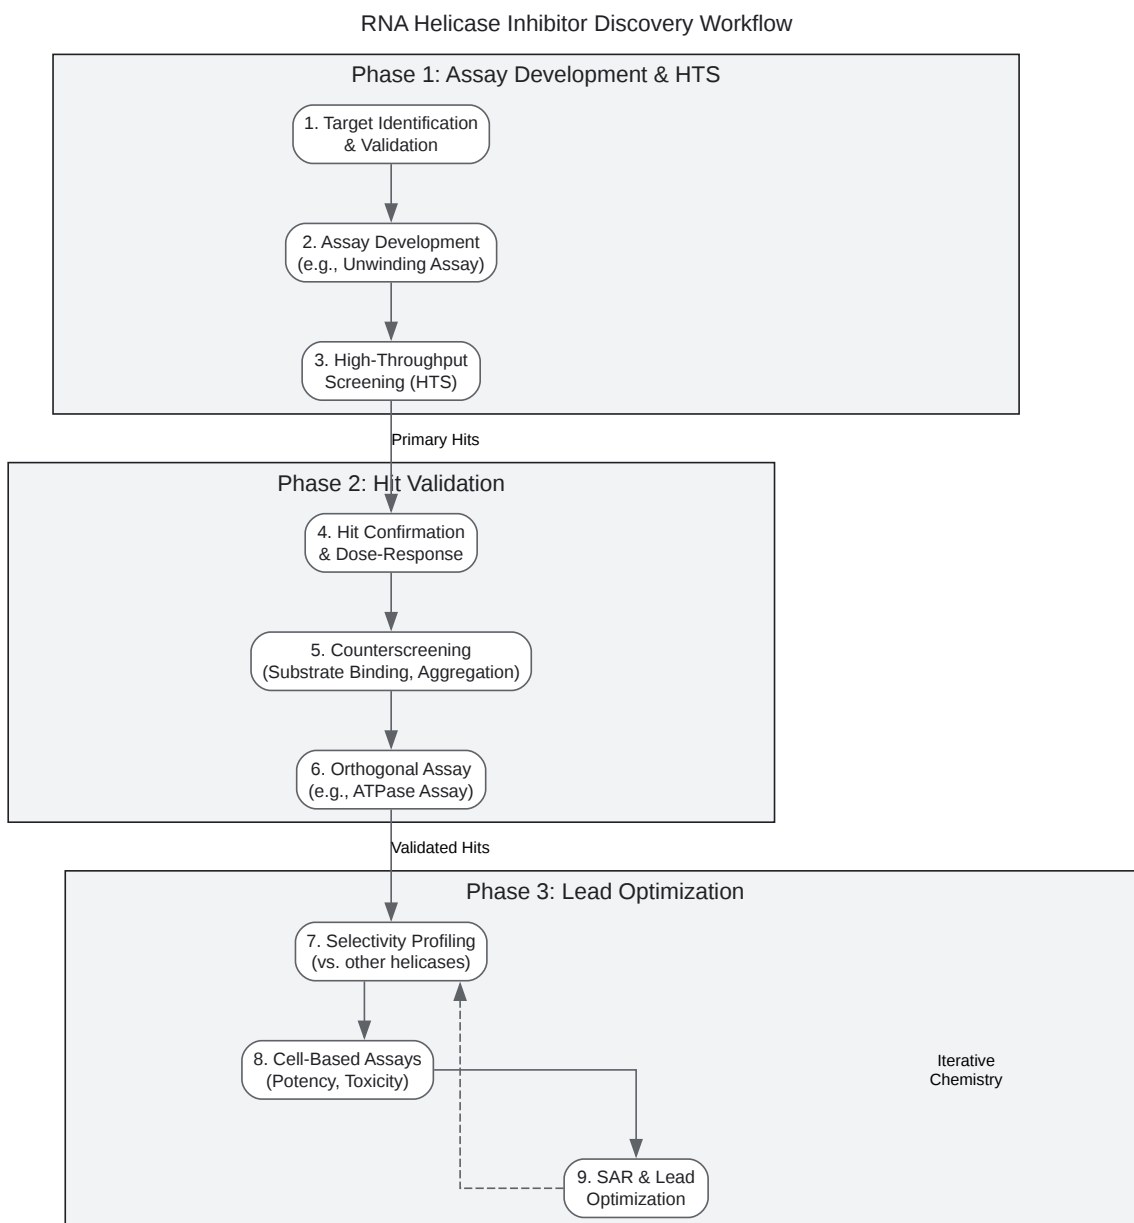 RNA Helicase Inhibitor Discovery Workflow
Phase 1: Assay Development & HTS
1. Target Identification
& Validation
2. Assay Development
(e.g., Unwinding Assay)
3. High-Throughput
Screening (HTS)
Primary Hits
Phase 2: Hit Validation
4. Hit Confirmation
& Dose-Response
5. Counterscreening
(Substrate Binding, Aggregation)
6. Orthogonal Assay
(e.g., ATPase Assay)
Validated Hits
Phase 3: Lead Optimization
7. Selectivity Profiling
(vs. other helicases)
8. Cell-Based Assays
(Potency, Toxicity)
Iterative
Chemistry
9. SAR & Lead
Optimization